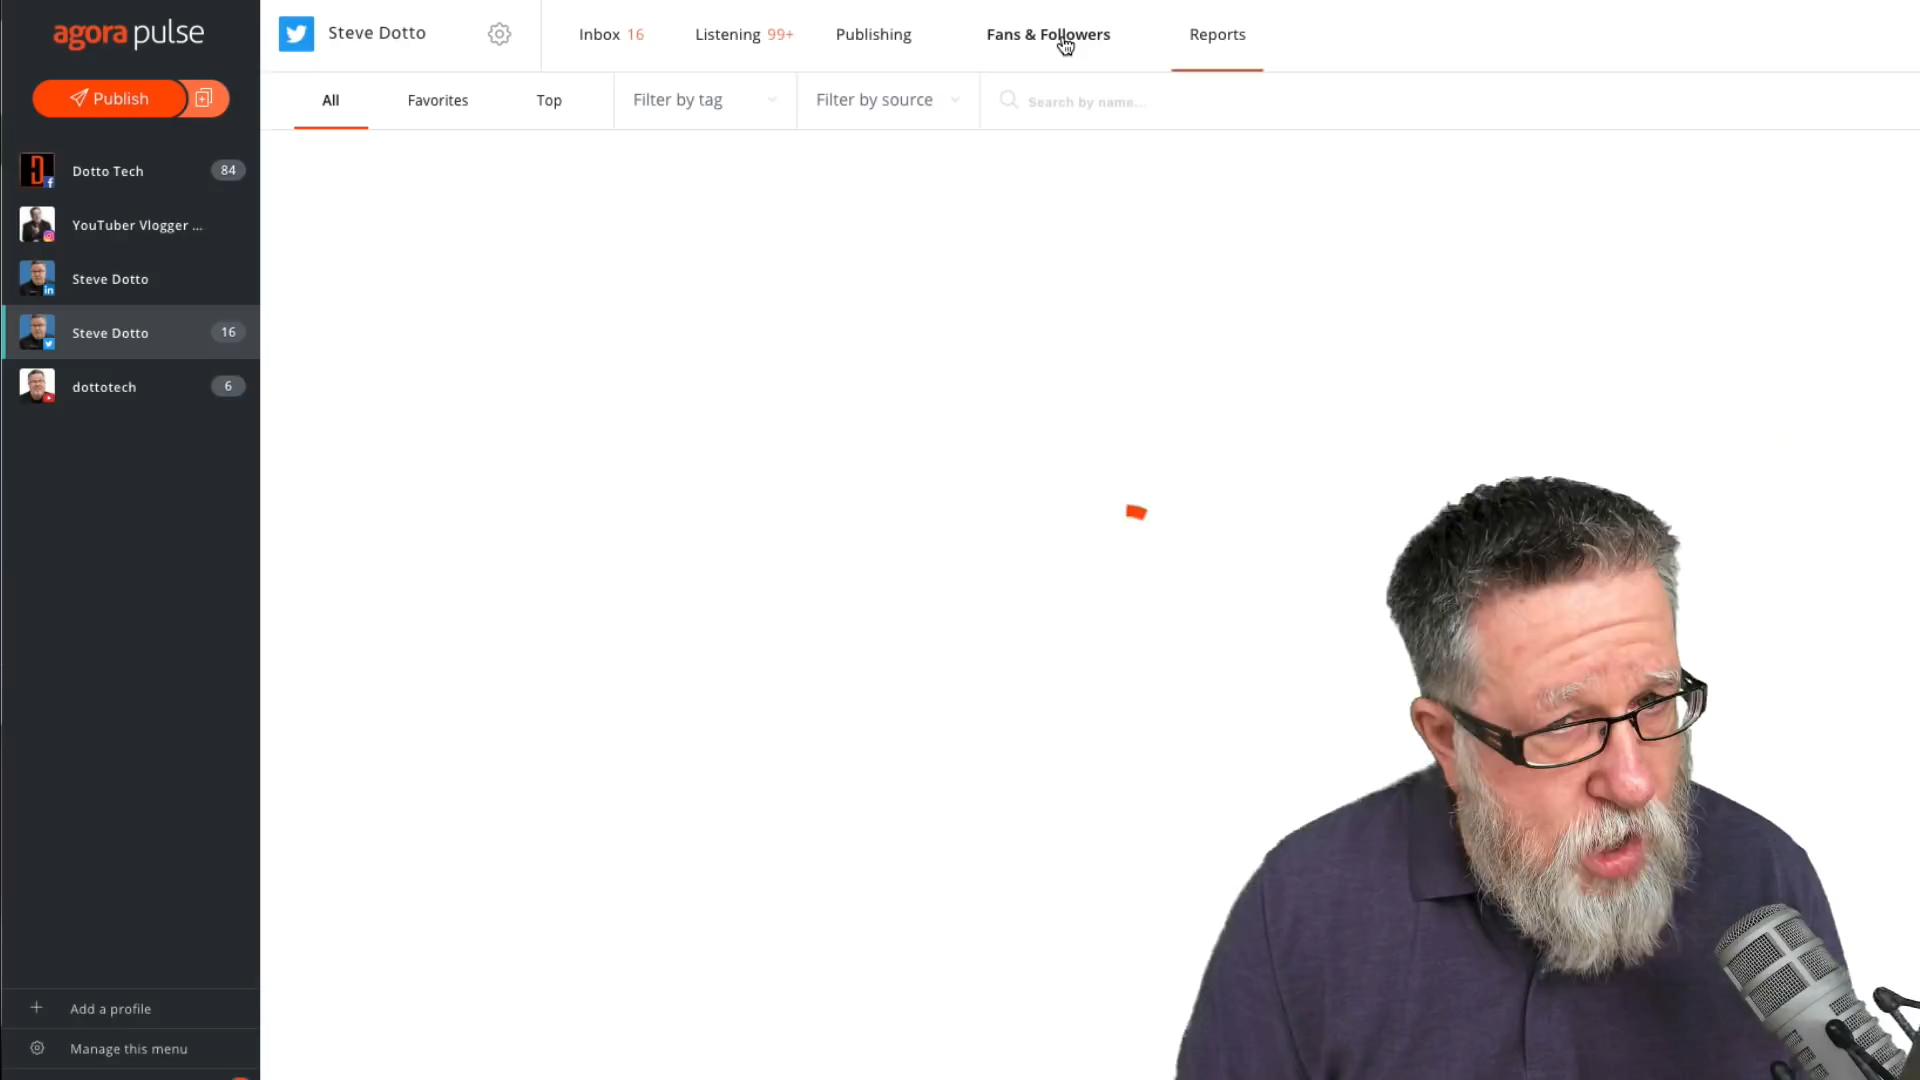 agora pulse
Publish
Dotto Tech 84
YouTuber Vlogger ...
Steve Dotto
Steve Dotto 16
dottotech 6
Add a profile
Manage this menu
Steve Dotto
Inbox 16
Listening 99+
Publishing
Fans & Followers
Reports
All
Favorites
Top
Filter by tag
Filter by source
Search by name...